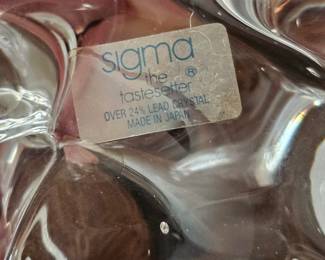 sigma
the
tastesetter ®
OVER 24% LEAD CRYSTAL
MADE IN JAPAN